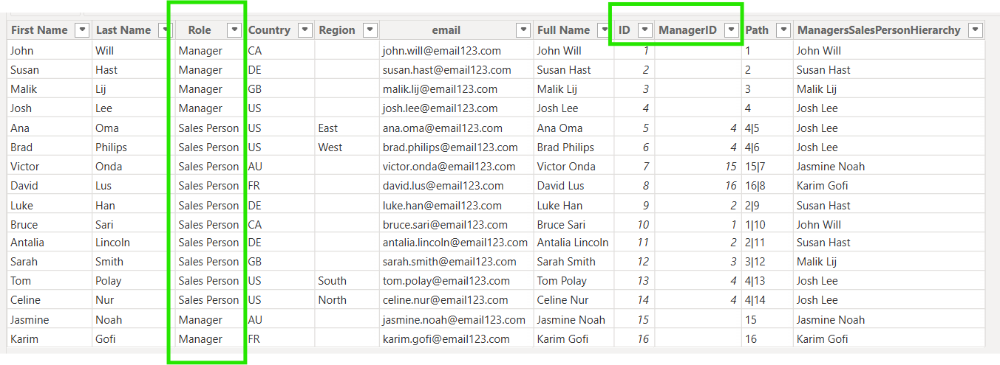 First Name Last Name Role Country Region email Full Name ID ManagerID Path ManagersSalesPersonHierarchy
John Will Manager CA john.will@email123.com John Will 1 1 John Will
Susan Hast Manager DE susan.hast@email123.com Susan Hast 2 2 Susan Hast
Malik Lij Manager GB malik.lij@email123.com Malik Lij 3 3 Malik Lij
Josh Lee Manager US josh.lee@email123.com Josh Lee 4 4 Josh Lee
Ana Oma Sales Person US East ana.oma@email123.com Ana Oma 5 4 4|5 Josh Lee
Brad Philips Sales Person US West brad.philips@email123.com Brad Philips 6 4 4|6 Josh Lee
Victor Onda Sales Person AU victor.onda@email123.com Victor Onda 7 15 15|7 Jasmine Noah
David Lus Sales Person FR david.lus@email123.com David Lus 8 16 16|8 Karim Gofi
Luke Han Sales Person DE luke.han@email123.com Luke Han 9 2 2|9 Susan Hast
Bruce Sari Sales Person CA bruce.sari@email123.com Bruce Sari 10 1 1|10 John Will
Antalia Lincoln Sales Person DE antalia.lincoln@email123.com Antalia Lincoln 11 2 2|11 Susan Hast
Sarah Smith Sales Person GB sarah.smith@email123.com Sarah Smith 12 3 3|12 Malik Lij
Tom Polay Sales Person US South tom.polay@email123.com Tom Polay 13 4 4|13 Josh Lee
Celine Nur Sales Person US North celine.nur@email123.com Celine Nur 14 4 4|14 Josh Lee
Jasmine Noah Manager AU jasmine.noah@email123.com Jasmine Noah 15 15 Jasmine Noah
Karim Gofi Manager FR karim.gofi@email123.com Karim Gofi 16 16 Karim Gofi